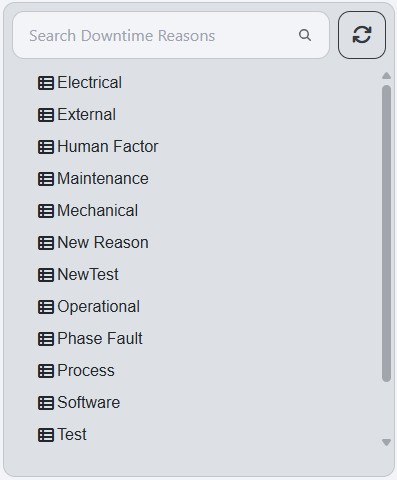 Search Downtime Reasons
Electrical
External
Human Factor
Maintenance
Mechanical
New Reason
NewTest
Operational
Phase Fault
Process
Software
Test